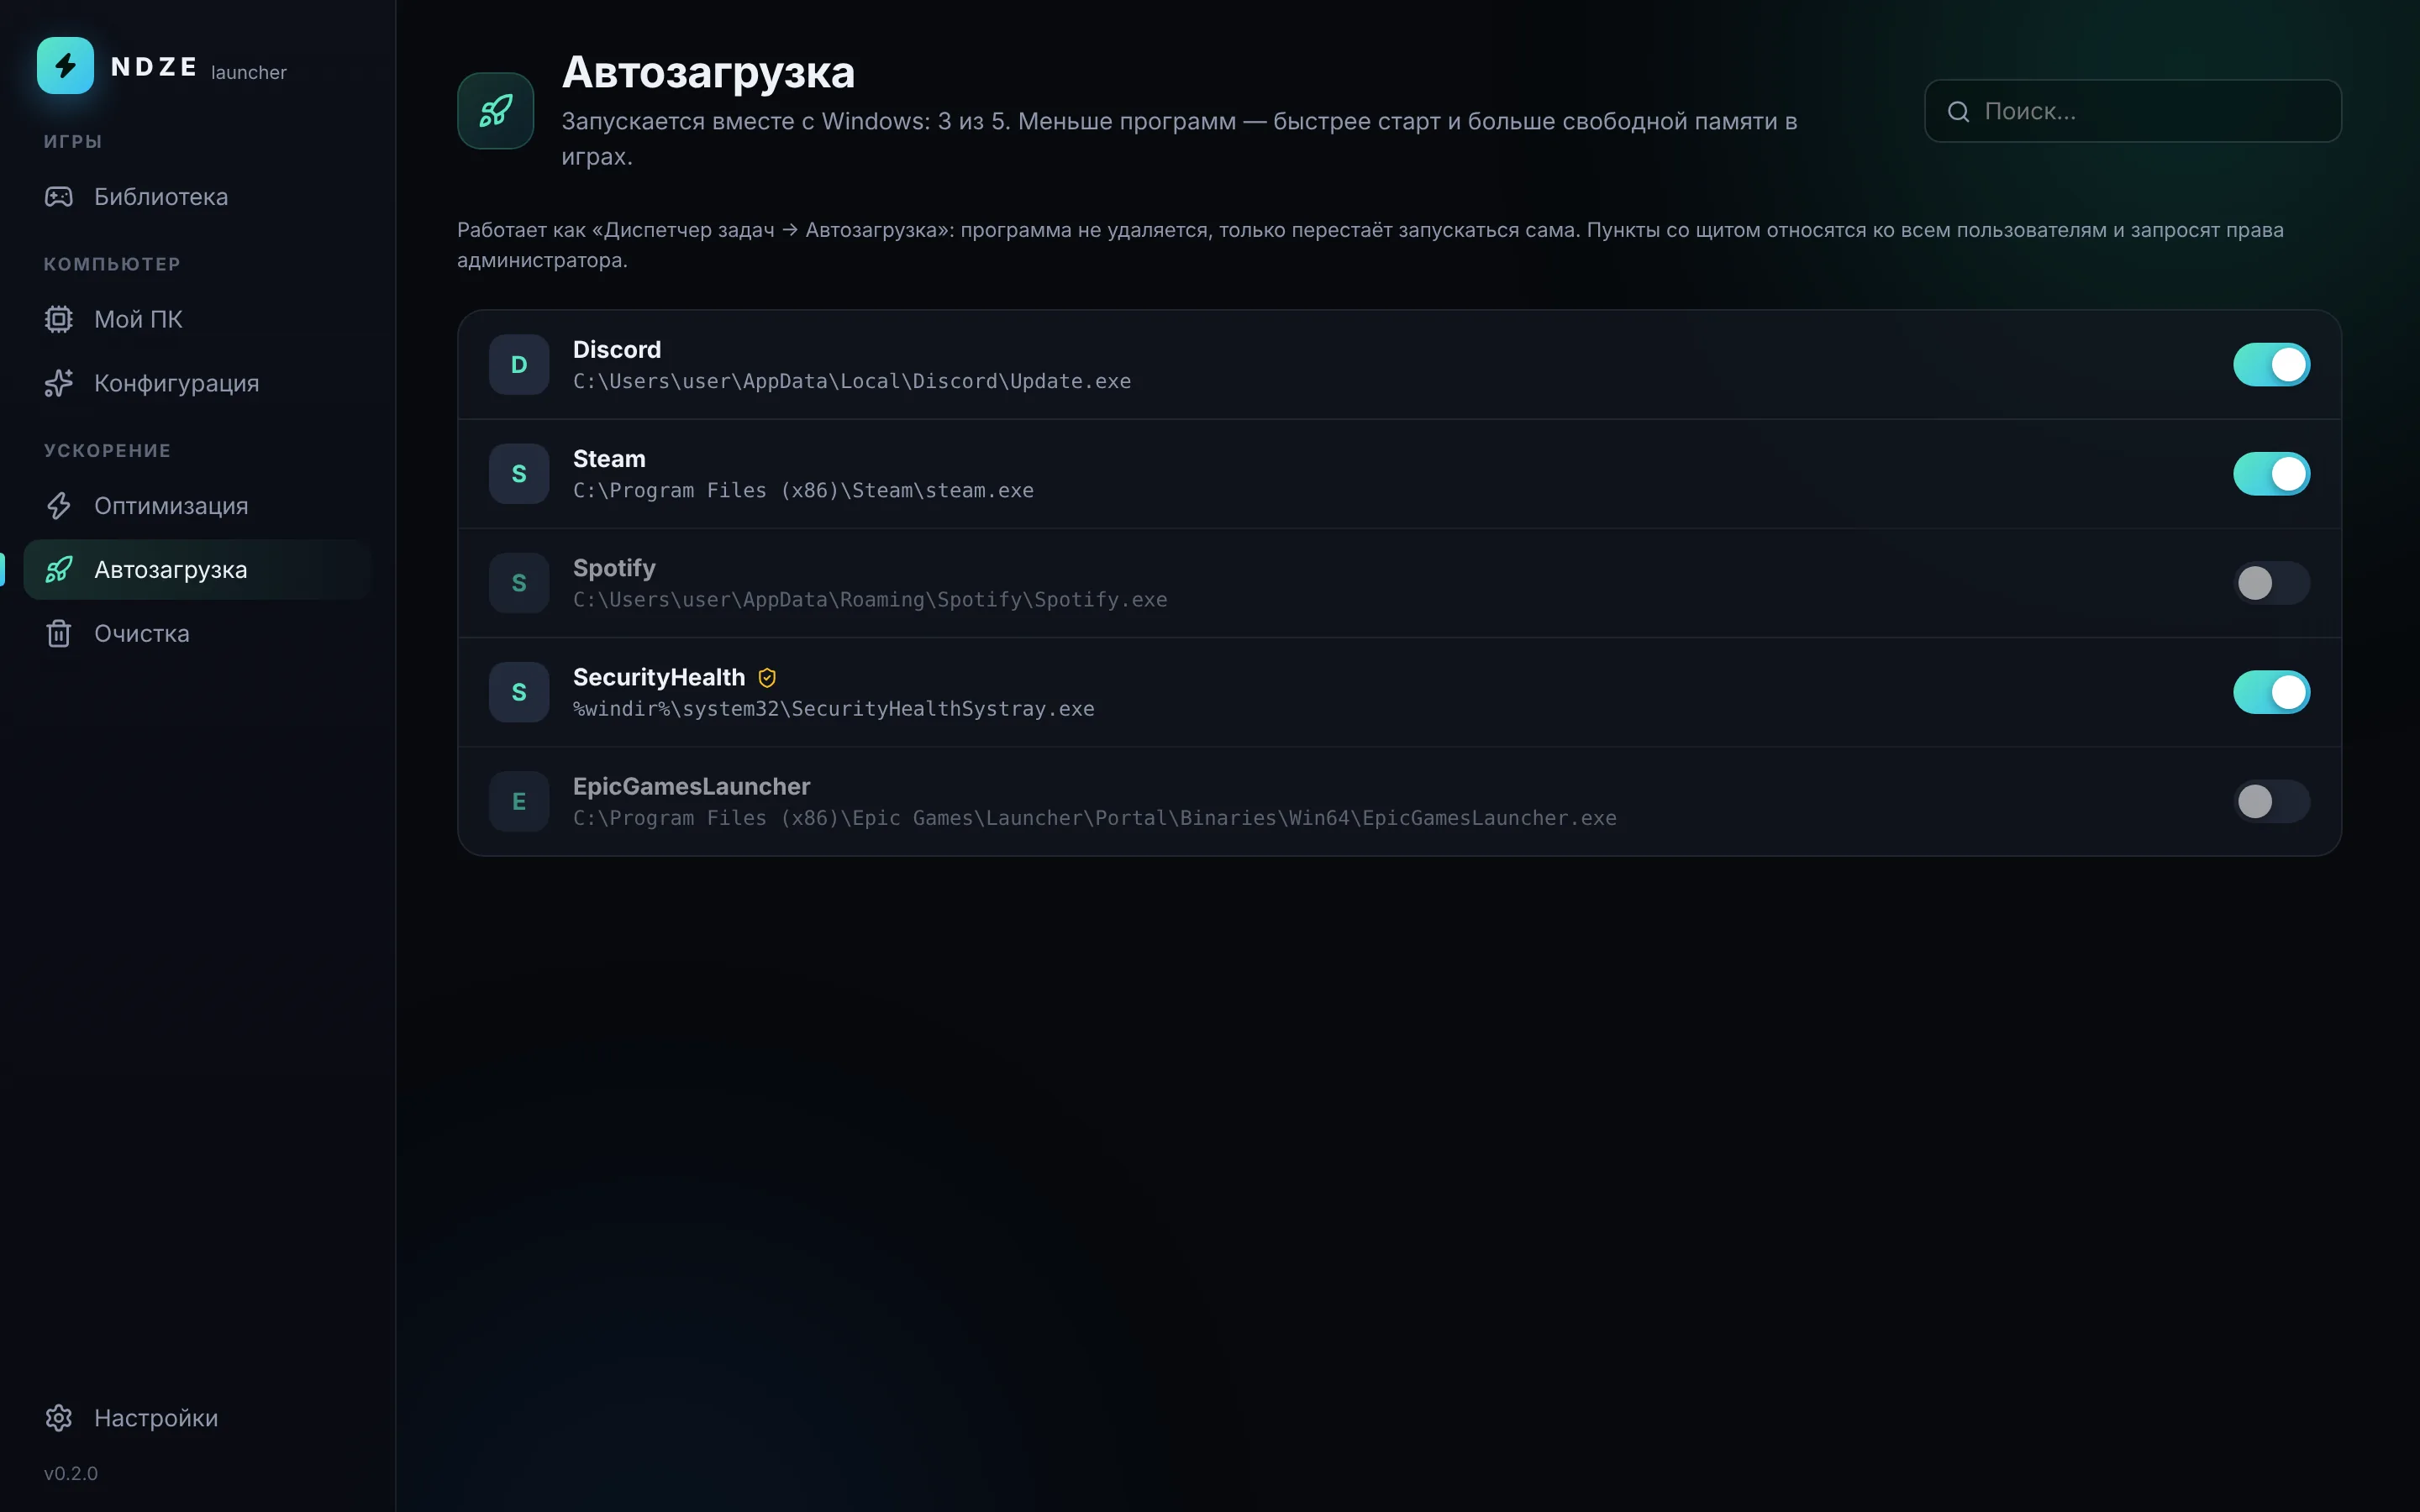 NDZE launcher
ИГРЫ
Библиотека
КОМПЬЮТЕР
Мой ПК
Конфигурация
УСКОРЕНИЕ
Оптимизация
Автозагрузка
Очистка
Настройки
v0.2.0
Автозагрузка
Запускается вместе с Windows: 3 из 5. Меньше программ — быстрее старт и больше свободной памяти в
играх.
Поиск...
Работает как «Диспетчер задач → Автозагрузка»: программа не удаляется, только перестаёт запускаться сама. Пункты со щитом относятся ко всем пользователям и запросят права
администратора.
D
Discord
C:\Users\user\AppData\Local\Discord\Update.exe
S
Steam
C:\Program Files (x86)\Steam\steam.exe
S
Spotify
C:\Users\user\AppData\Roaming\Spotify\Spotify.exe
S
SecurityHealth
%windir%\system32\SecurityHealthSystray.exe
E
EpicGamesLauncher
C:\Program Files (x86)\Epic Games\Launcher\Portal\Binaries\Win64\EpicGamesLauncher.exe